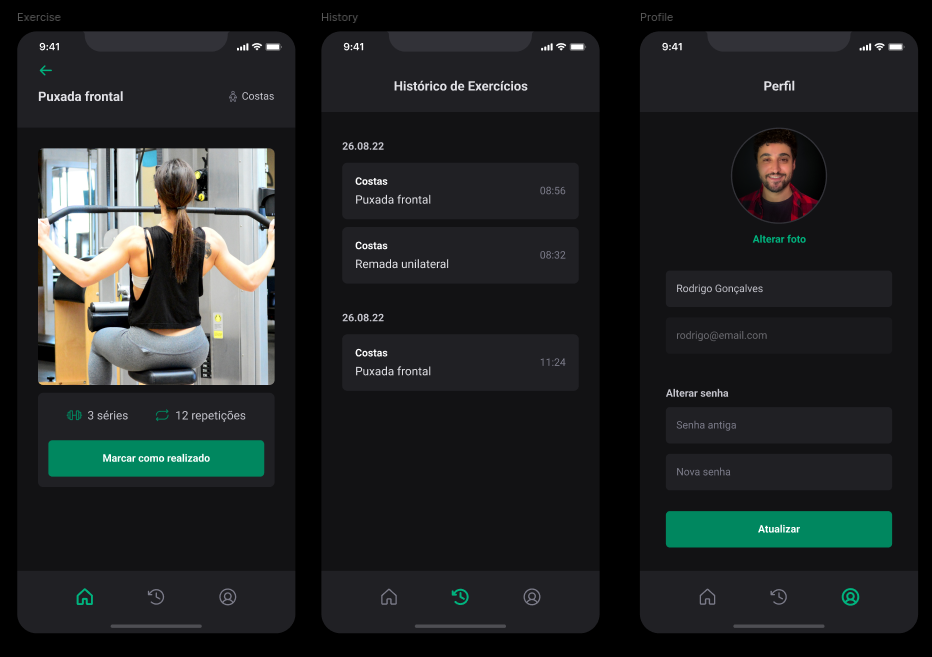 Exercise
9:41
Puxada frontal
Costas
3 séries
12 repetições
Marcar como realizado
History
9:41
Histórico de Exercícios
26.08.22
Costas
Puxada frontal
08:56
Costas
Remada unilateral
08:32
26.08.22
Costas
Puxada frontal
11:24
Profile
9:41
Perfil
Alterar foto
Rodrigo Gonçalves
rodrigo@email.com
Alterar senha
Senha antiga
Nova senha
Atualizar